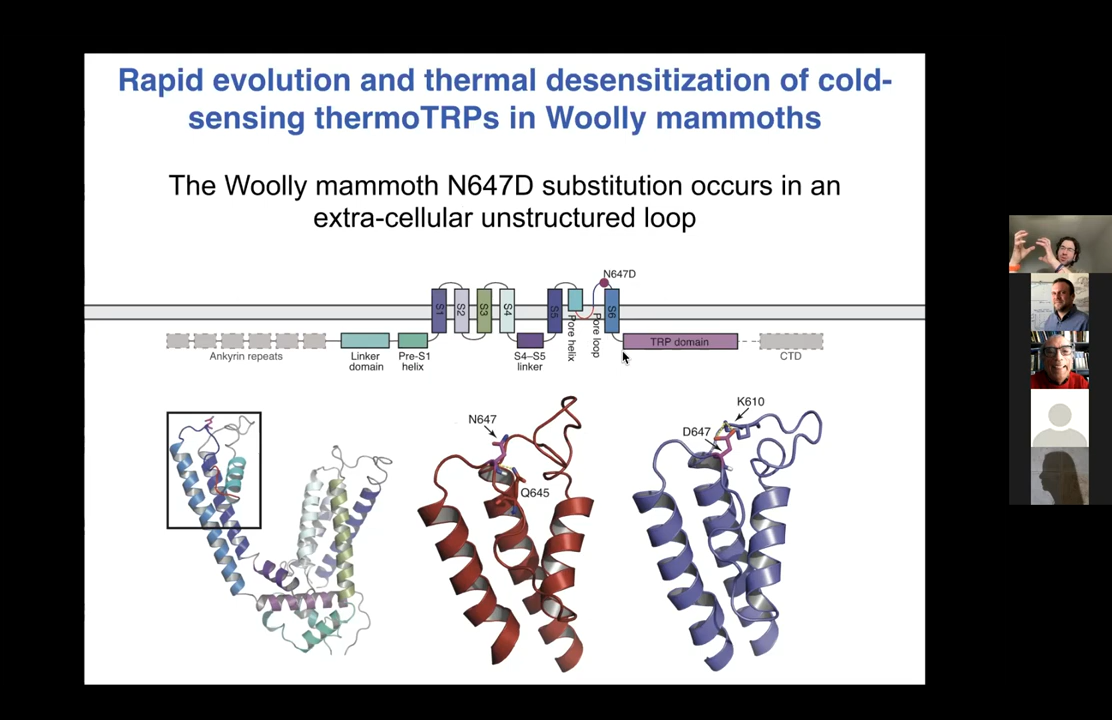 Rapid evolution and thermal desensitization of cold-
sensing thermoTRPs in Woolly mammoths
The Woolly mammoth N647D substitution occurs in an
extra-cellular unstructured loop
N647D
S1
S2
S3
S4
S5
Pore helix
Pore loop
S6
Ankyrin repeats
Linker
domain
Pre-S1
helix
S4–S5
linker
TRP domain
CTD
N647
Q645
K610
D647